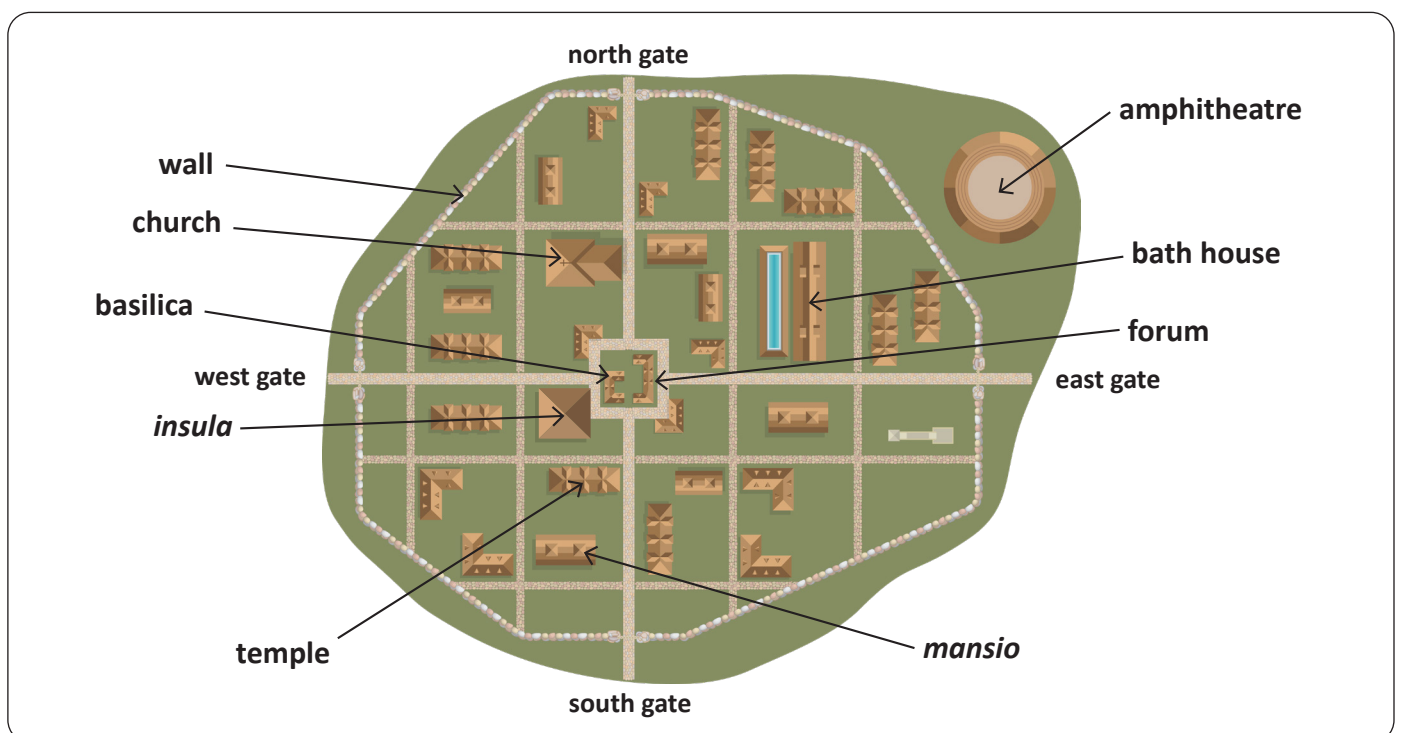 north gate
amphitheatre
wall
church
bath house
basilica
forum
west gate
east gate
insula
temple
mansio
south gate